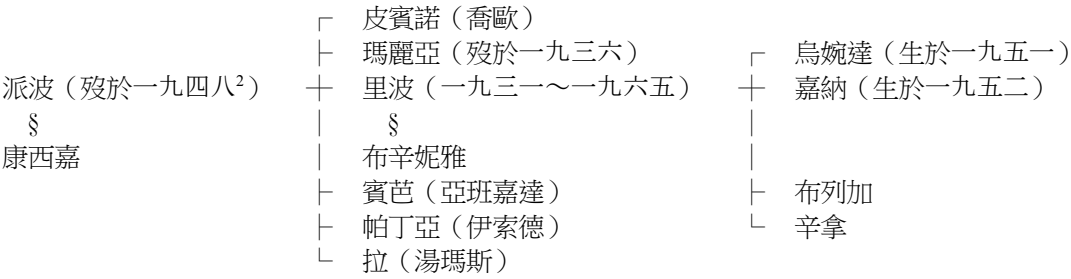 皮賓諾（喬歐）
瑪麗亞（歿於一九三六） 烏婉達（生於一九五一）
派波（歿於一九四八²） 里波（一九三一～一九六五） 嘉納（生於一九五二）
§ §
康西嘉 布辛妮雅
賓芭（亞班嘉達） 布列加
帕丁亞（伊索德） 辛拿
拉（湯瑪斯）